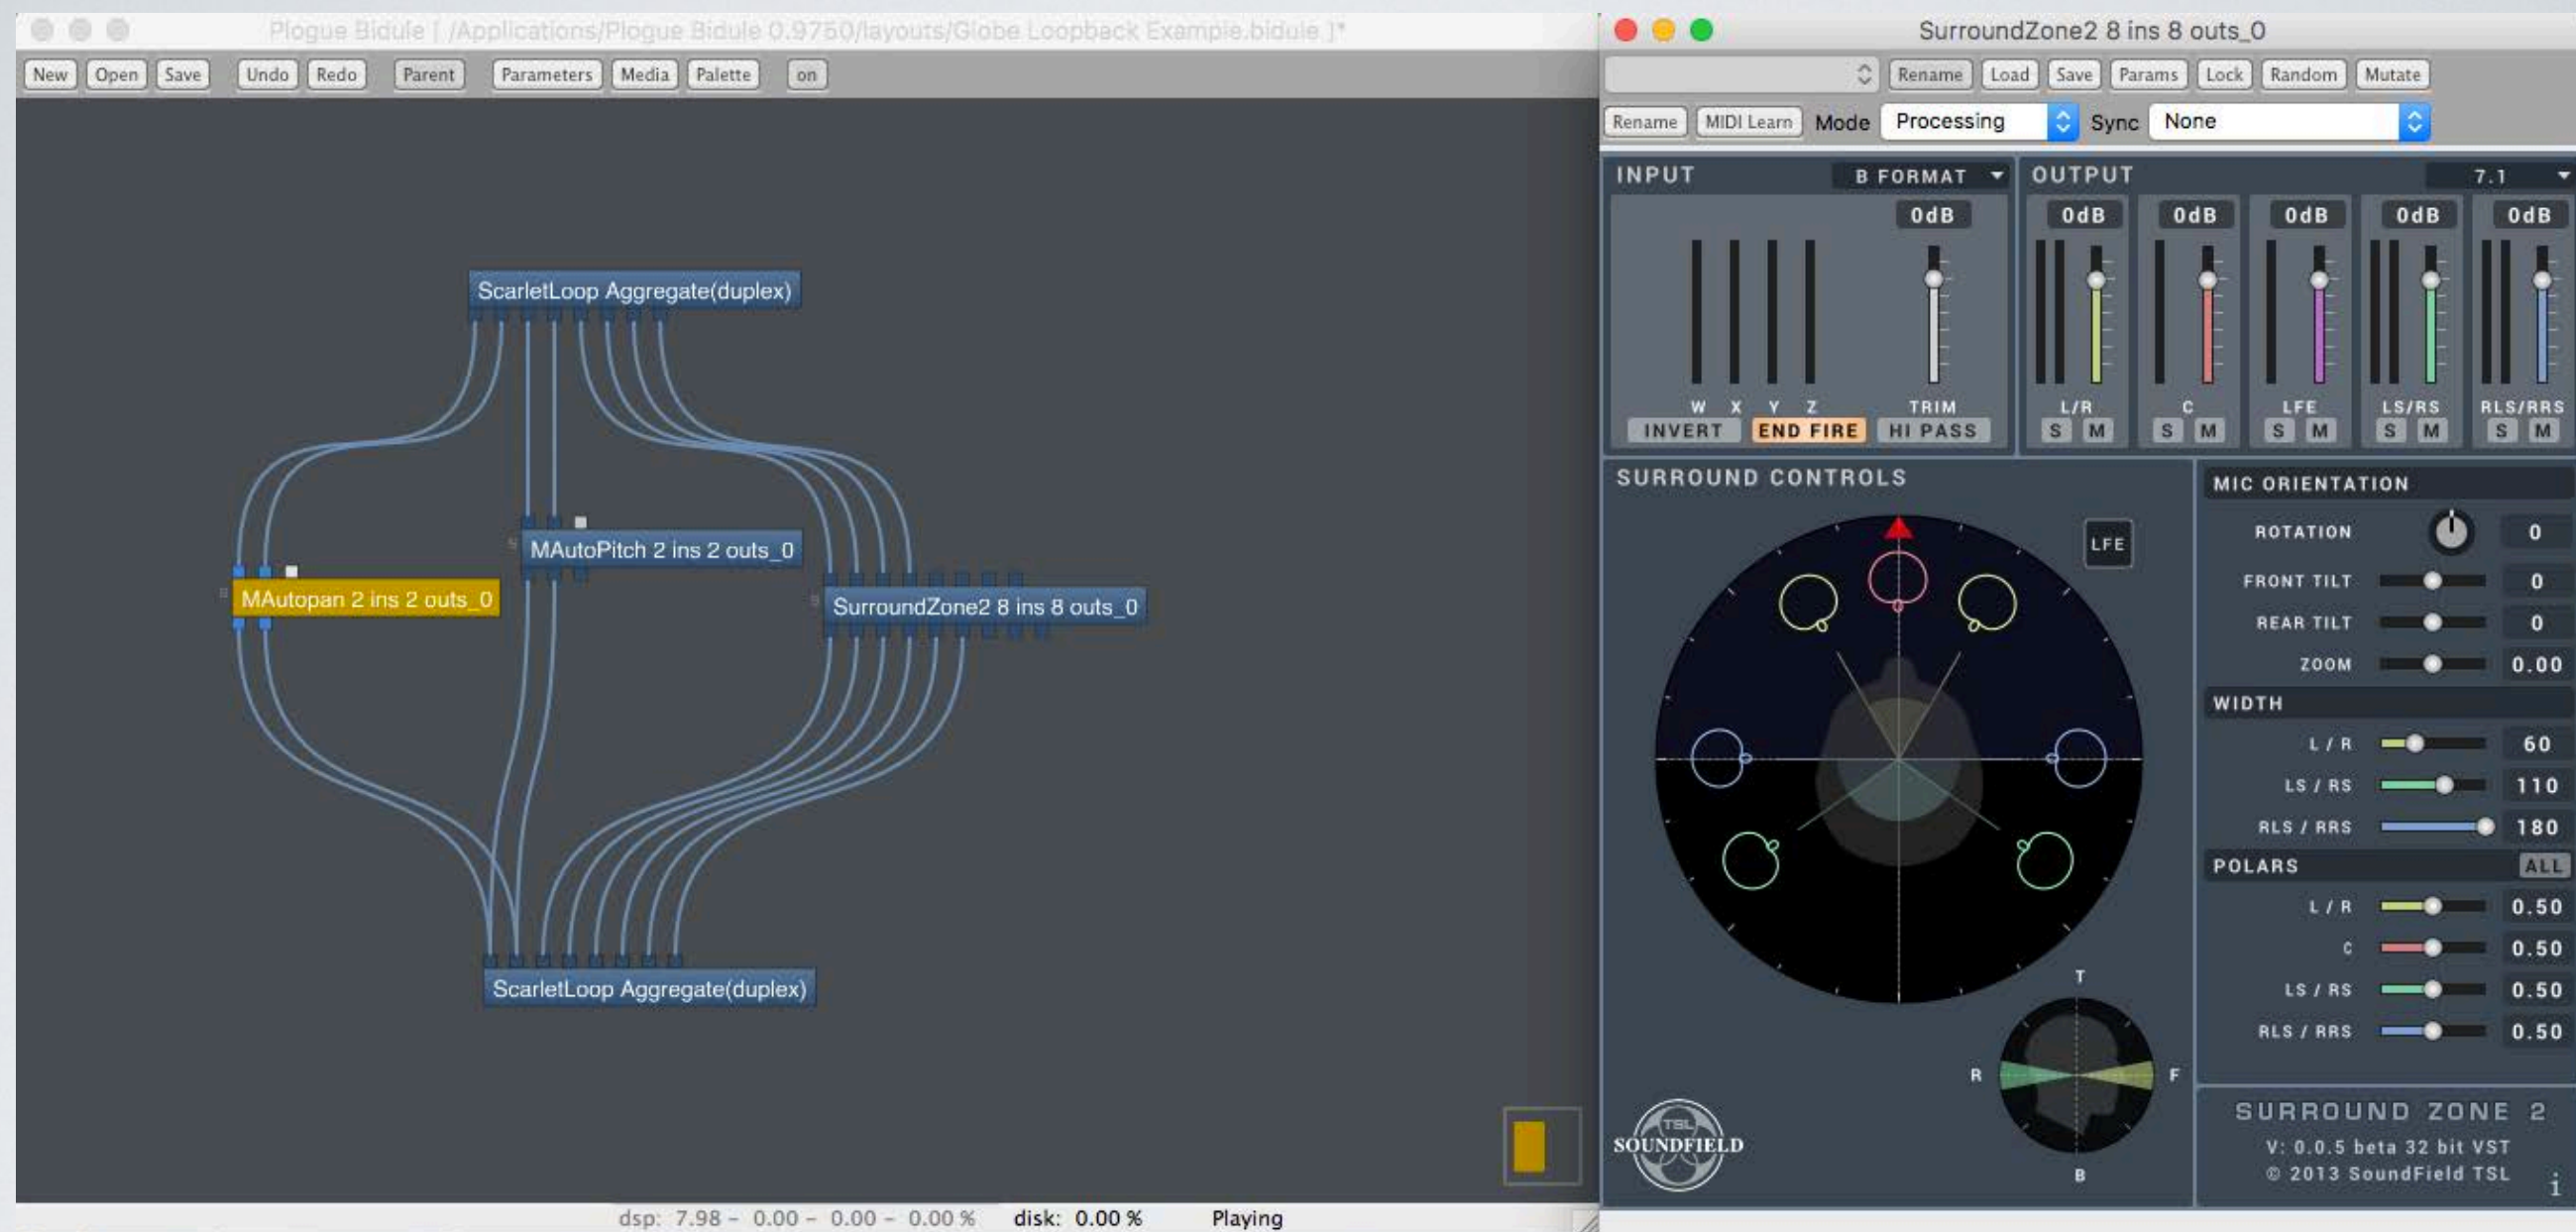 Plogue Bidule [ /Applications/Plogue Bidule 0.9750/layouts/Globe Loopback Example.bidule ]*
New Open Save Undo Redo Parent Parameters Media Palette on
ScarletLoop Aggregate(duplex)
MAutoPitch 2 ins 2 outs_0
MAutopan 2 ins 2 outs_0
SurroundZone2 8 ins 8 outs_0
ScarletLoop Aggregate(duplex)
dsp: 7.98 - 0.00 - 0.00 - 0.00 % disk: 0.00 % Playing
SurroundZone2 8 ins 8 outs_0
Rename Load Save Params Lock Random Mutate
Rename MIDI Learn Mode Processing Sync None
INPUT B FORMAT
0dB
W X Y Z TRIM
INVERT END FIRE HI PASS
OUTPUT 7.1
0dB 0dB 0dB 0dB 0dB
L/R C LFE LS/RS RLS/RRS
S M S M S M S M S M
SURROUND CONTROLS
LFE
T
R F
B
TSL
SOUNDFIELD
MIC ORIENTATION
ROTATION 0
FRONT TILT 0
REAR TILT 0
ZOOM 0.00
WIDTH
L / R 60
LS / RS 110
RLS / RRS 180
POLARS ALL
L / R 0.50
C 0.50
LS / RS 0.50
RLS / RRS 0.50
SURROUND ZONE 2
V: 0.0.5 beta 32 bit VST
© 2013 SoundField TSL
i